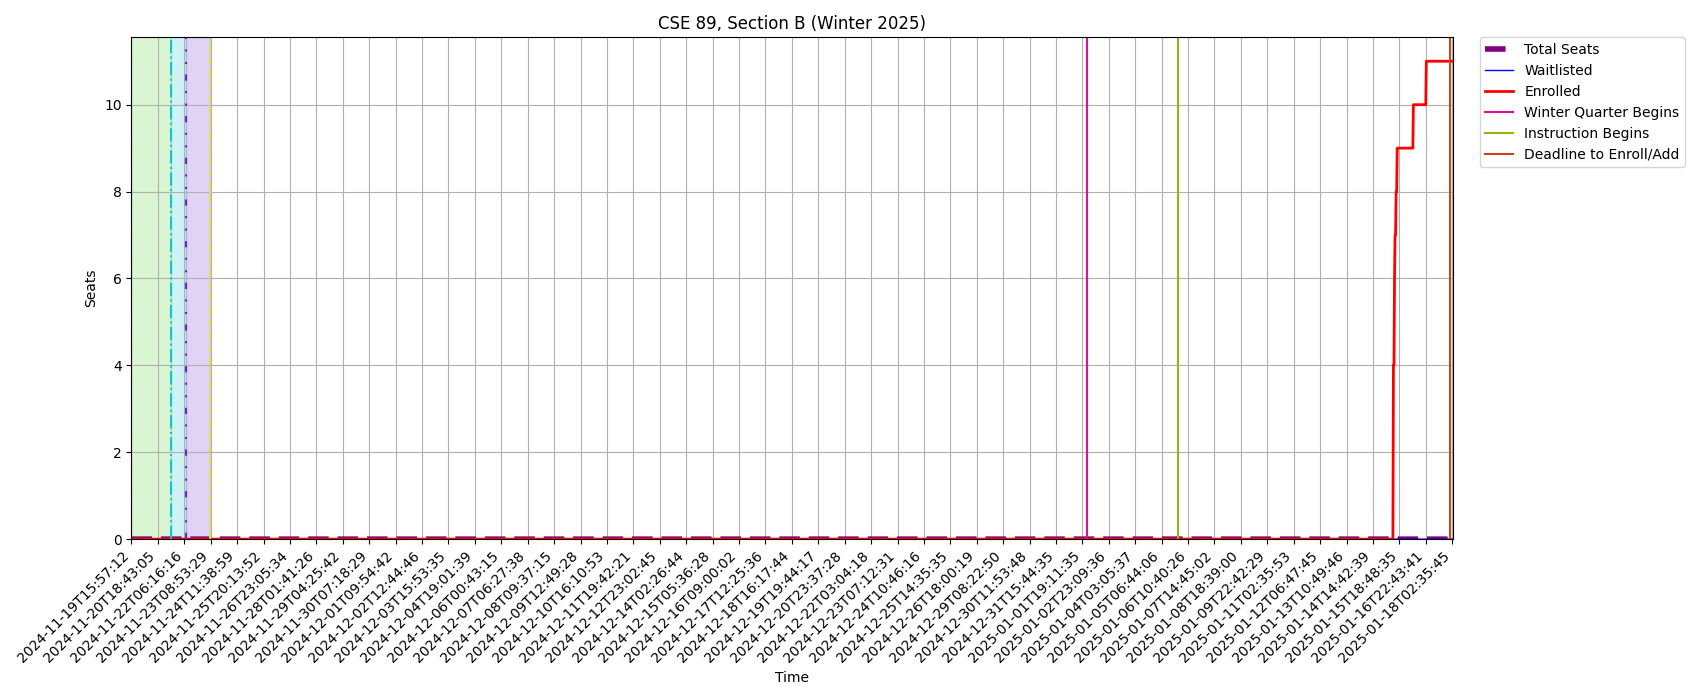 CSE 89, Section B (Winter 2025)
Total Seats
Waitlisted
Enrolled
Winter Quarter Begins
Instruction Begins
Deadline to Enroll/Add
Seats
10
8
6
4
2
0
2024-11-19T15:57:12
2024-11-20T18:43:05
2024-11-22T06:16:16
2024-11-23T08:53:29
2024-11-24T11:38:59
2024-11-25T20:13:52
2024-11-26T23:05:34
2024-11-28T01:41:26
2024-11-29T04:25:42
2024-11-30T07:18:29
2024-12-01T09:54:42
2024-12-02T12:44:46
2024-12-03T15:53:35
2024-12-04T19:01:39
2024-12-06T00:43:15
2024-12-07T06:27:38
2024-12-08T09:37:15
2024-12-09T12:49:28
2024-12-10T16:10:53
2024-12-11T19:42:21
2024-12-12T23:02:45
2024-12-14T02:26:44
2024-12-15T05:36:28
2024-12-16T09:00:02
2024-12-17T12:25:36
2024-12-18T16:17:44
2024-12-19T19:44:17
2024-12-20T23:37:28
2024-12-22T03:04:18
2024-12-23T07:12:31
2024-12-24T10:46:16
2024-12-25T14:35:35
2024-12-26T18:00:19
2024-12-29T08:22:50
2024-12-30T11:53:48
2024-12-31T15:44:35
2025-01-01T19:11:35
2025-01-02T23:09:36
2025-01-04T03:05:37
2025-01-05T06:44:06
2025-01-06T10:40:26
2025-01-07T14:45:02
2025-01-08T18:39:00
2025-01-09T22:42:29
2025-01-11T02:35:53
2025-01-12T06:47:45
2025-01-13T10:49:46
2025-01-14T14:42:39
2025-01-15T18:48:35
2025-01-16T22:43:41
2025-01-18T02:35:45
Time